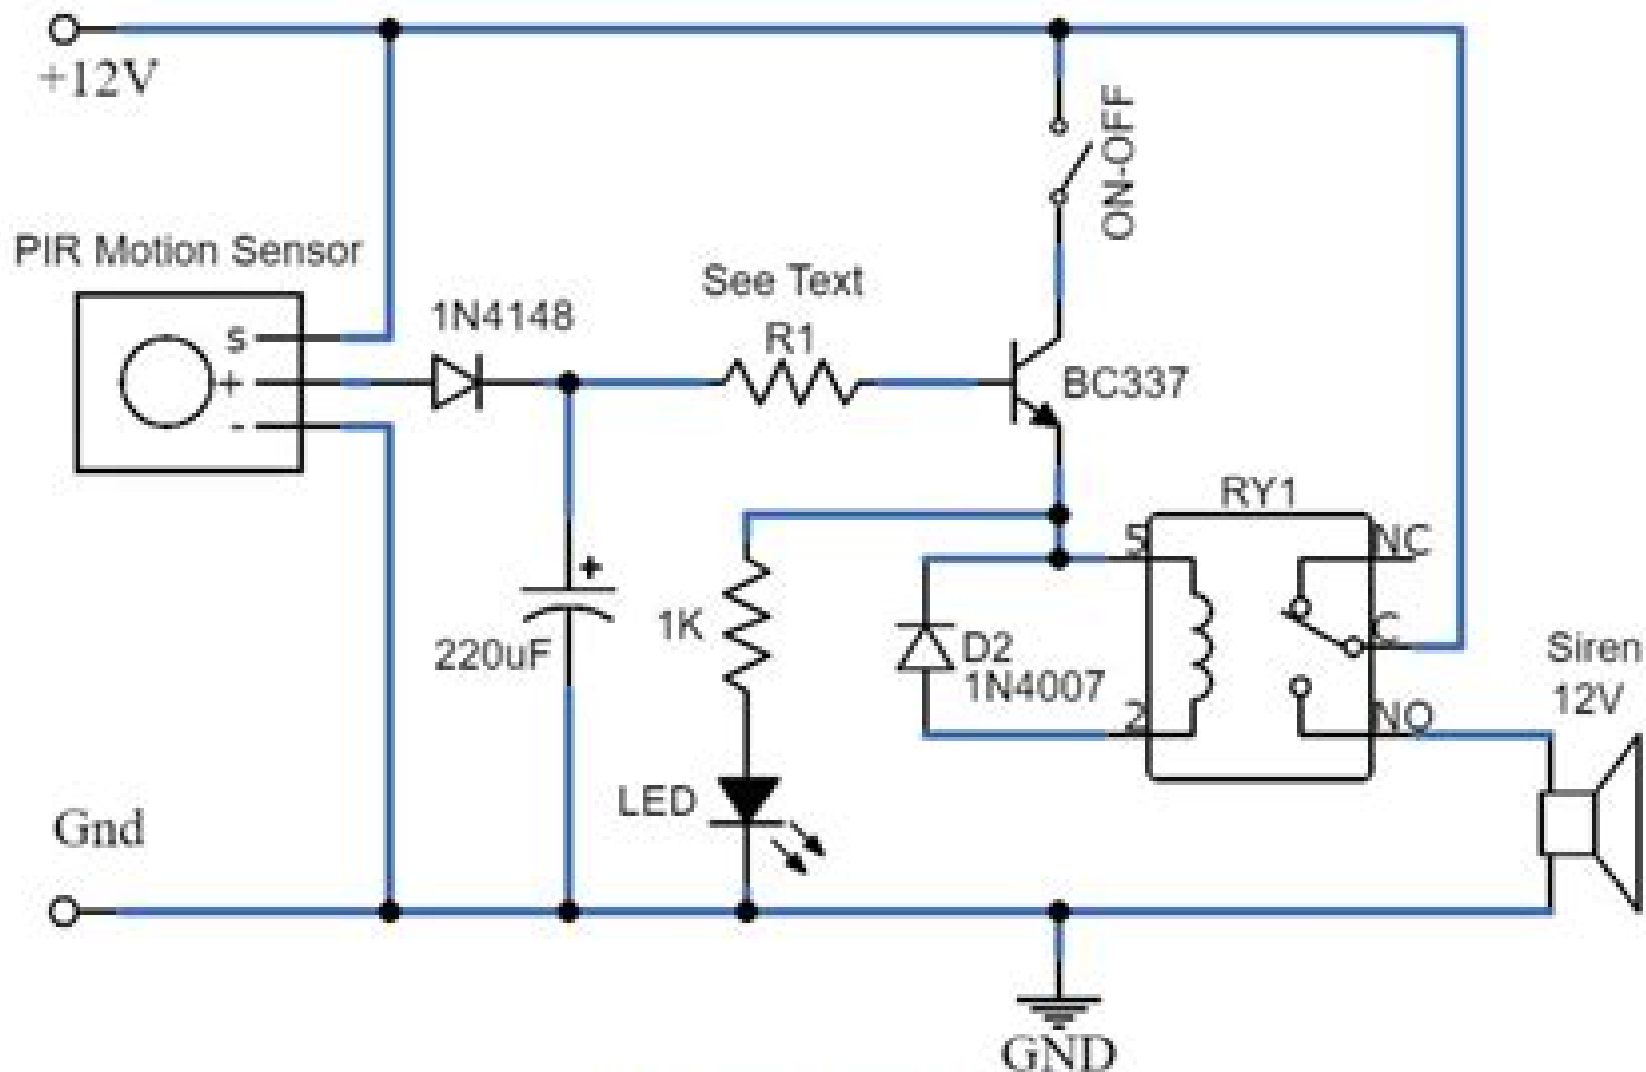 +12V
ON-OFF
PIR Motion Sensor
S
+
-
1N4148
See Text
R1
BC337
RY1
5
NC
+
220uF
1K
D2
1N4007
C
2
NO
Siren
12V
LED
Gnd
GND